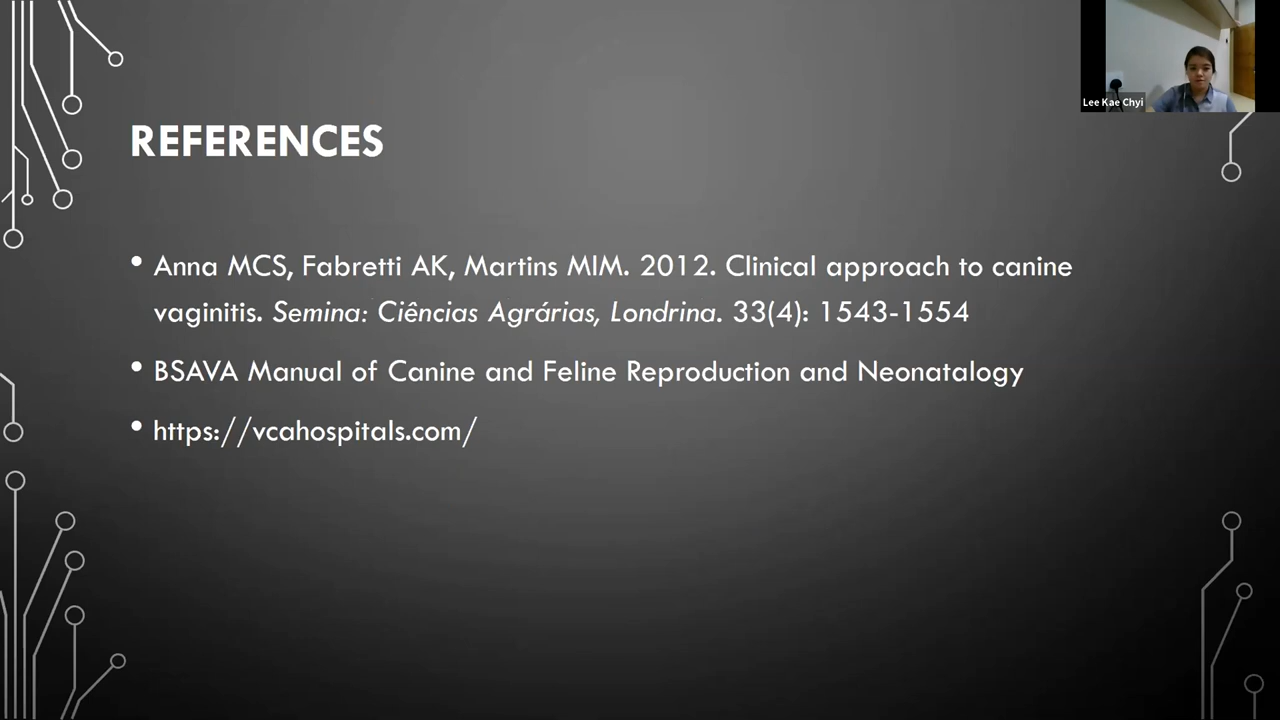 Lee Kae Chyi
REFERENCES
• Anna MCS, Fabretti AK, Martins MIM. 2012. Clinical approach to canine
vaginitis. Semina: Ciências Agrárias, Londrina. 33(4): 1543-1554
• BSAVA Manual of Canine and Feline Reproduction and Neonatalogy
• https://vcahospitals.com/